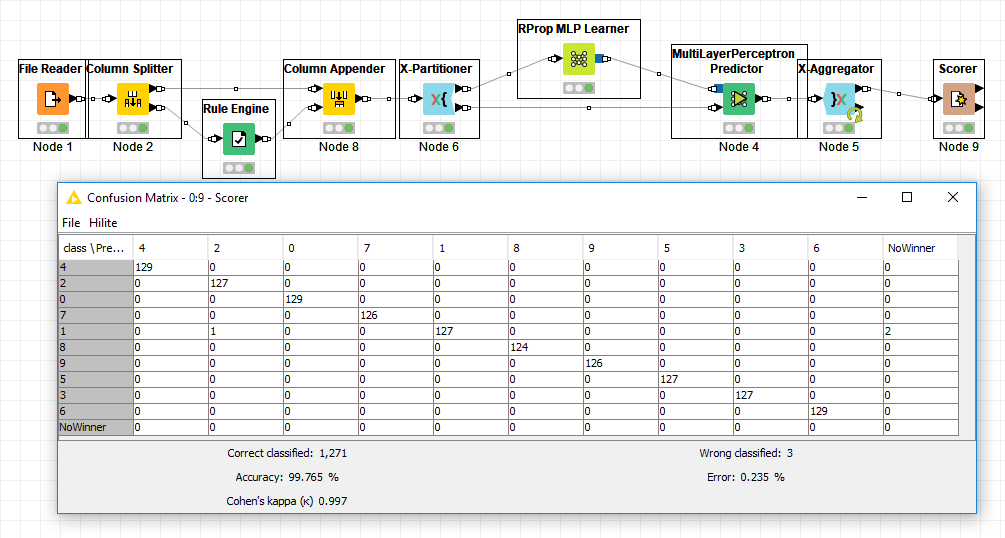 RProp MLP Learner
MultiLayerPerceptron
Predictor
File Reader
Column Splitter
Column Appender
X-Partitioner
X-Aggregator
Scorer
Rule Engine
Node 1
Node 2
Node 8
Node 6
Node 4
Node 5
Node 9
Confusion Matrix - 0:9 - Scorer
File Hilite
class \Pre... 4 2 0 7 1 8 9 5 3 6 NoWinner
4 129 0 0 0 0 0 0 0 0 0 0
2 0 127 0 0 0 0 0 0 0 0 0
0 0 0 129 0 0 0 0 0 0 0 0
7 0 0 0 126 0 0 0 0 0 0 0
1 0 1 0 0 127 0 0 0 0 0 2
8 0 0 0 0 0 124 0 0 0 0 0
9 0 0 0 0 0 0 126 0 0 0 0
5 0 0 0 0 0 0 0 127 0 0 0
3 0 0 0 0 0 0 0 0 127 0 0
6 0 0 0 0 0 0 0 0 0 129 0
NoWinner 0 0 0 0 0 0 0 0 0 0 0
Correct classified: 1,271 Wrong classified: 3
Accuracy: 99.765 % Error: 0.235 %
Cohen's kappa (κ) 0.997